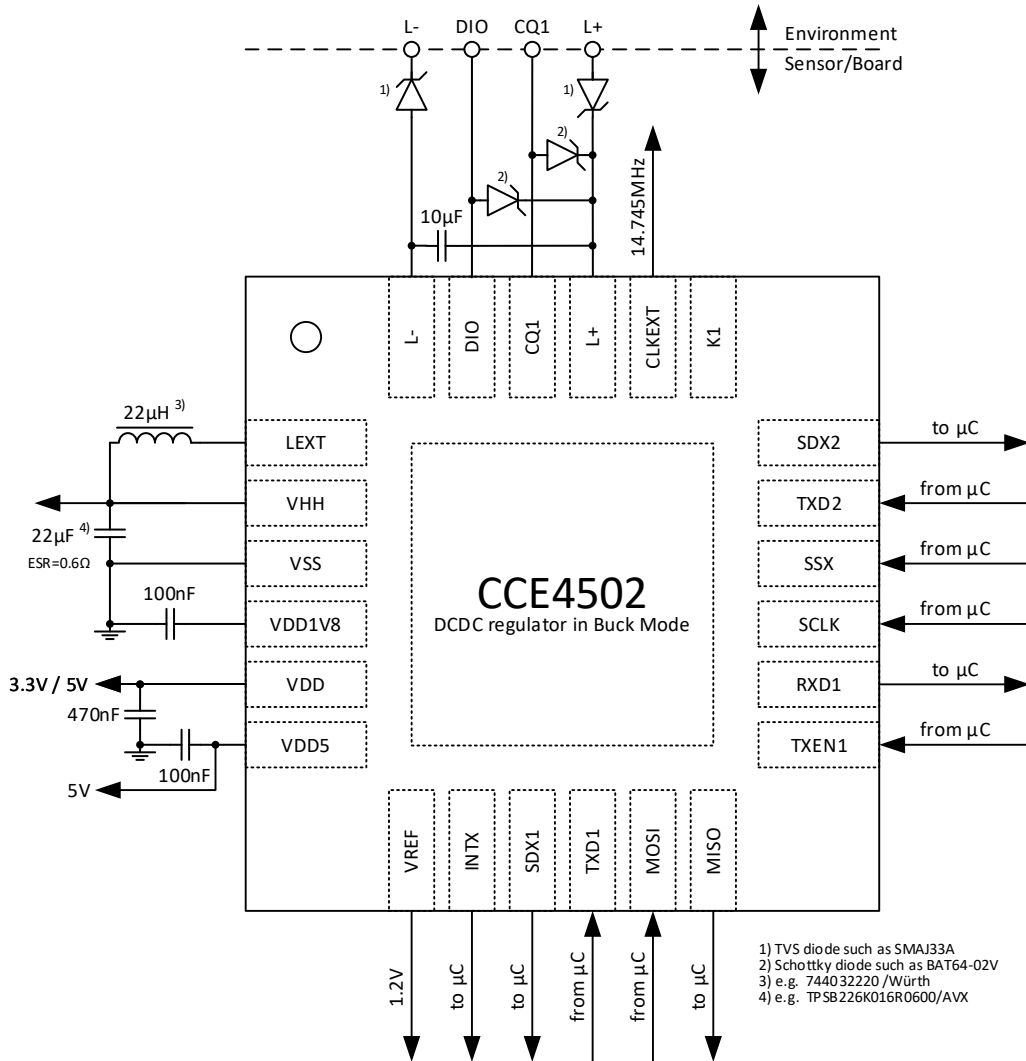 L- DIO CQ1 L+
Environment
Sensor/Board
1)
1)
2)
2)
10µF
14.745MHz
L-
DIO
CQ1
L+
CLKEXT
K1
22µH 3)
LEXT
VHH
22µF 4)
ESR=0.6Ω
VSS
100nF
VDD1V8
3.3V / 5V
VDD
470nF
VDD5
100nF
5V
CCE4502
DCDC regulator in Buck Mode
SDX2
to µC
TXD2
from µC
SSX
from µC
SCLK
from µC
RXD1
to µC
TXEN1
from µC
VREF
INTX
SDX1
TXD1
MOSI
MISO
1.2V
to µC
to µC
from µC
from µC
to µC
1) TVS diode such as SMAJ33A
2) Schottky diode such as BAT64-02V
3) e.g. 744032220 /Würth
4) e.g. TPSB226K016R0600/AVX